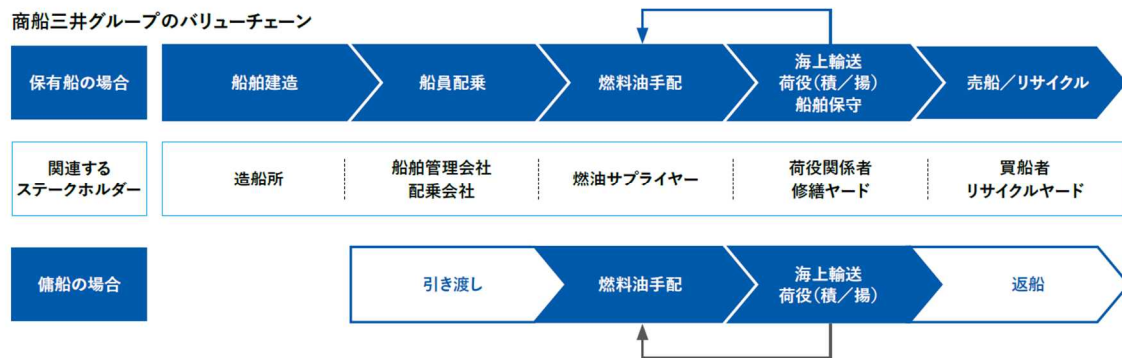 商船三井グループのバリューチェーン
保有船の場合
船舶建造
船員配乗
燃料油手配
海上輸送
荷役(積／揚)
船舶保守
売船／リサイクル
関連する
ステークホルダー
造船所
船舶管理会社
配乗会社
燃油サプライヤー
荷役関係者
修繕ヤード
買船者
リサイクルヤード
傭船の場合
引き渡し
燃料油手配
海上輸送
荷役(積／揚)
返船